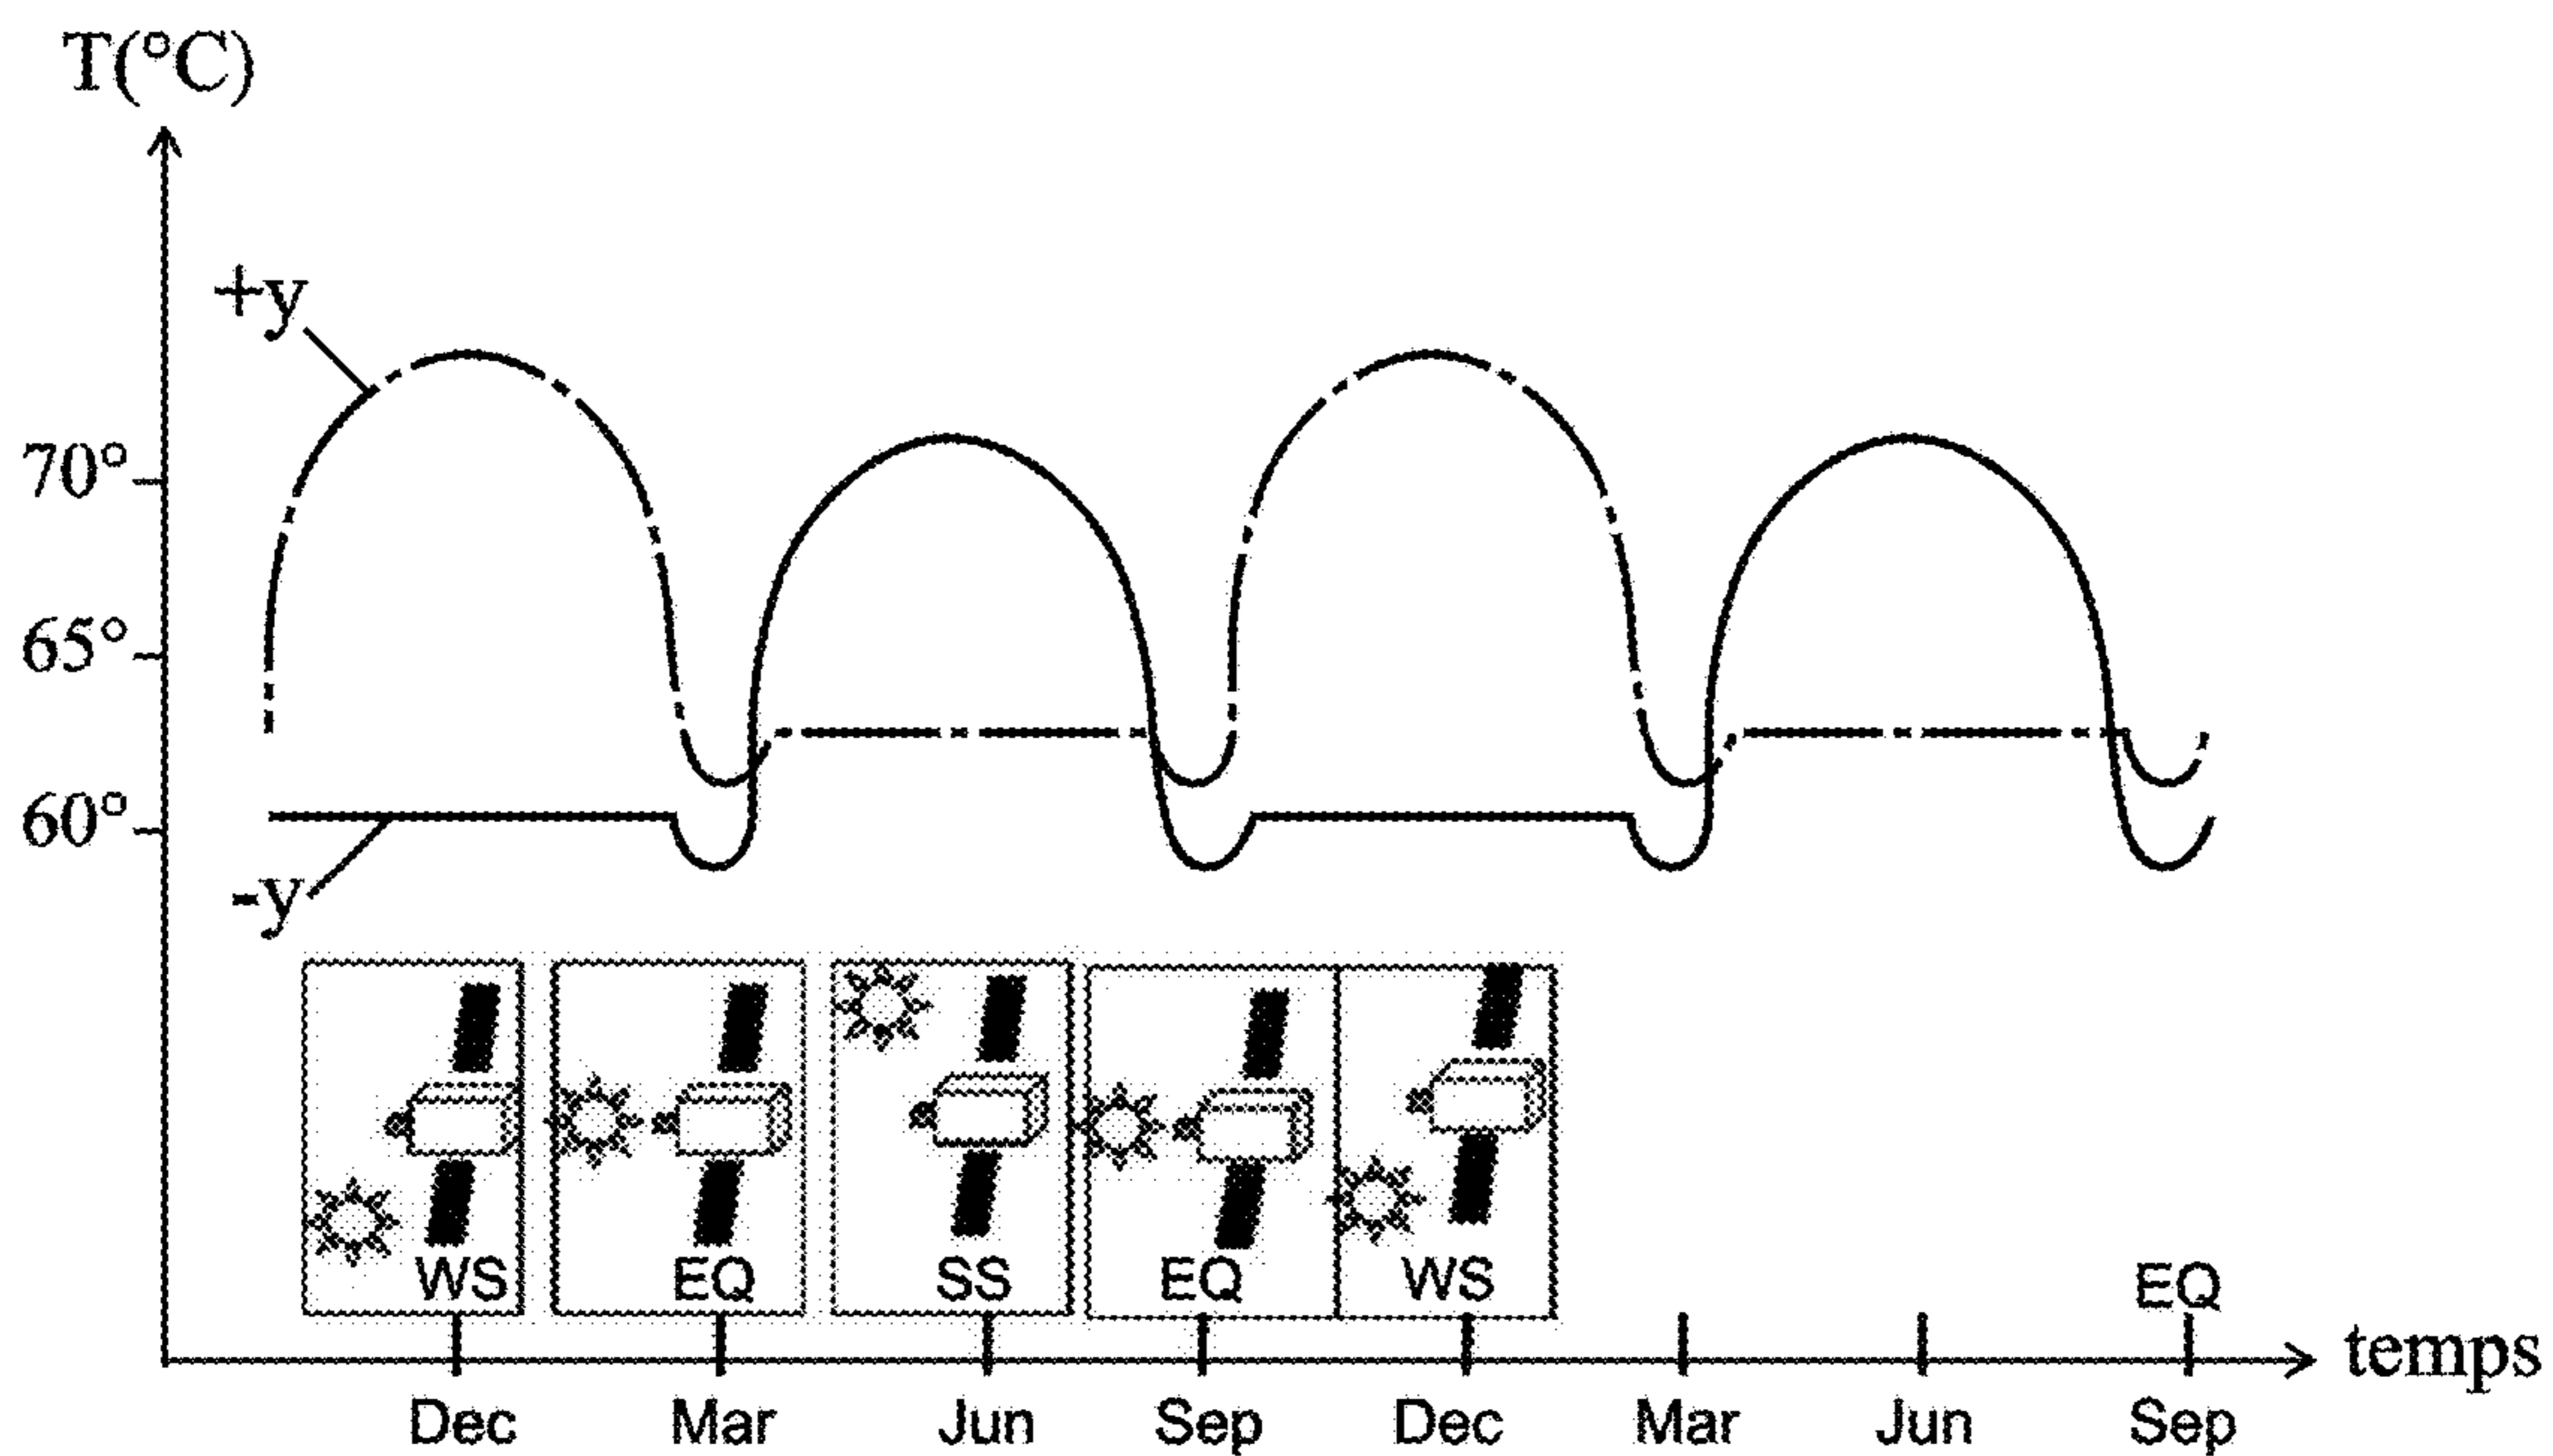 T(°C)
+y
70°
65°
60°
-y
WS EQ SS EQ WS
EQ
temps
Dec Mar Jun Sep Dec Mar Jun Sep